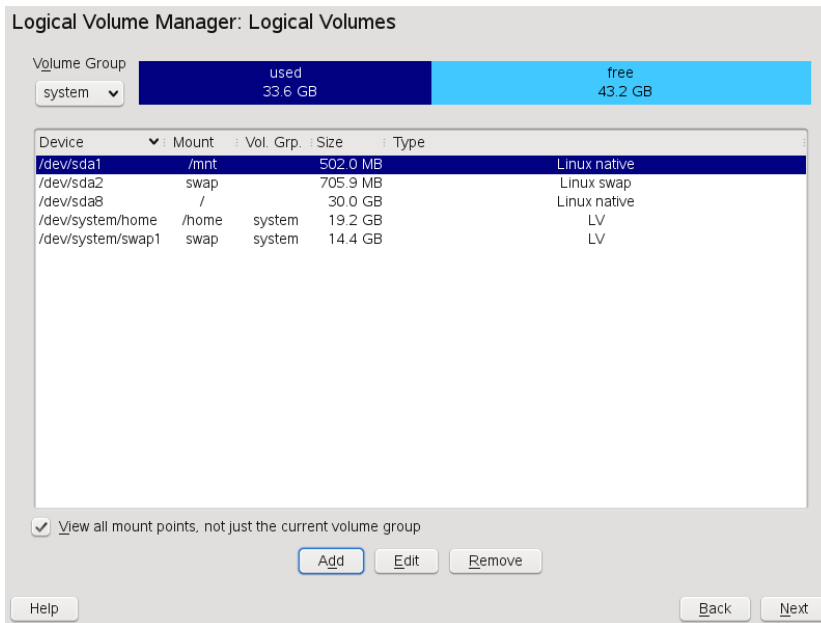 Logical Volume Manager: Logical Volumes
Volume Group
system
used
33.6 GB
free
43.2 GB
Device Mount Vol. Grp. Size Type
/dev/sda1 /mnt 502.0 MB Linux native
/dev/sda2 swap 705.9 MB Linux swap
/dev/sda8 / 30.0 GB Linux native
/dev/system/home /home system 19.2 GB LV
/dev/system/swap1 swap system 14.4 GB LV
View all mount points, not just the current volume group
Add Edit Remove
Help Back Next